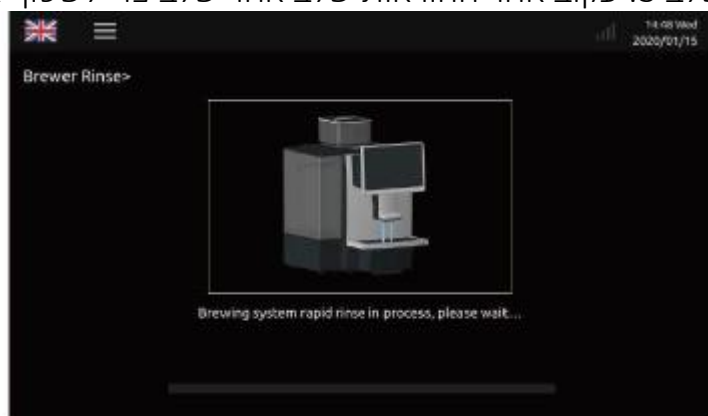 14:48 Wed
2020/01/15
Brewer Rinse>
Brewing system rapid rinse in process, please wait...